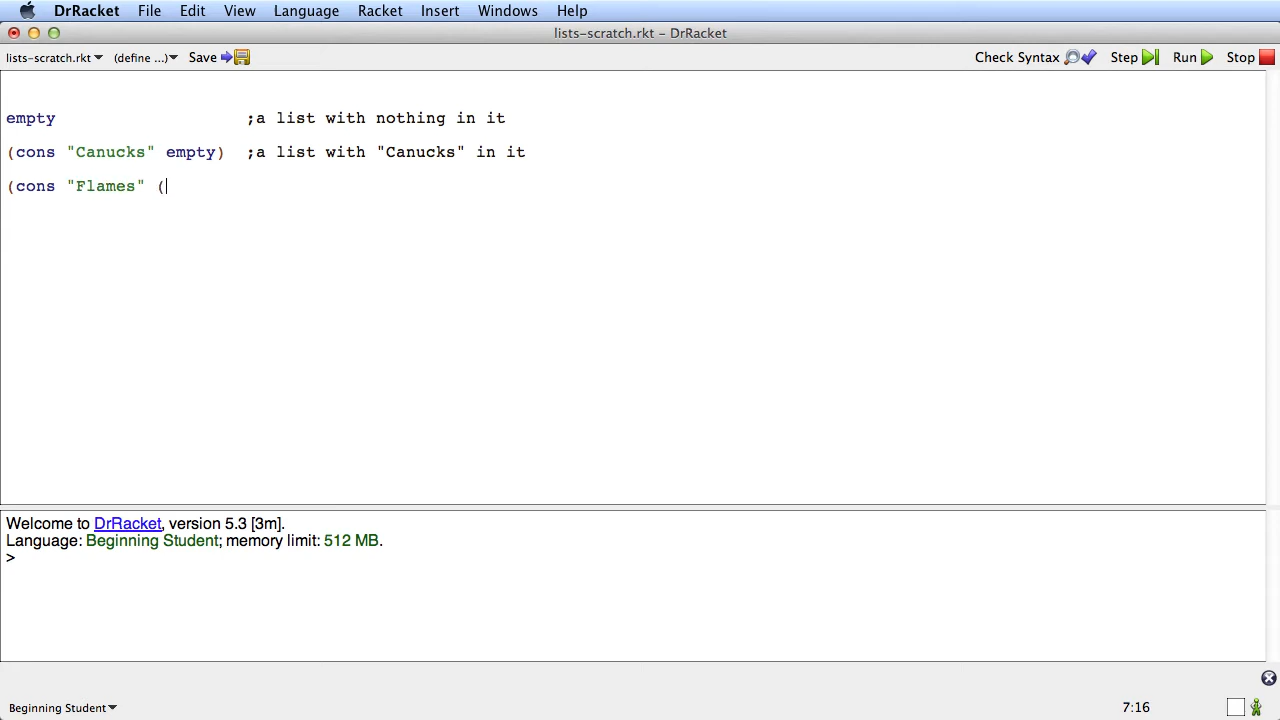 DrRacket File Edit View Language Racket Insert Windows Help
lists-scratch.rkt – DrRacket
lists-scratch.rkt (define ...) Save Check Syntax Step Run Stop
empty ;a list with nothing in it
(cons "Canucks" empty) ;a list with "Canucks" in it
(cons "Flames" (
Welcome to DrRacket, version 5.3 [3m].
Language: Beginning Student; memory limit: 512 MB.
>
Beginning Student 7:16